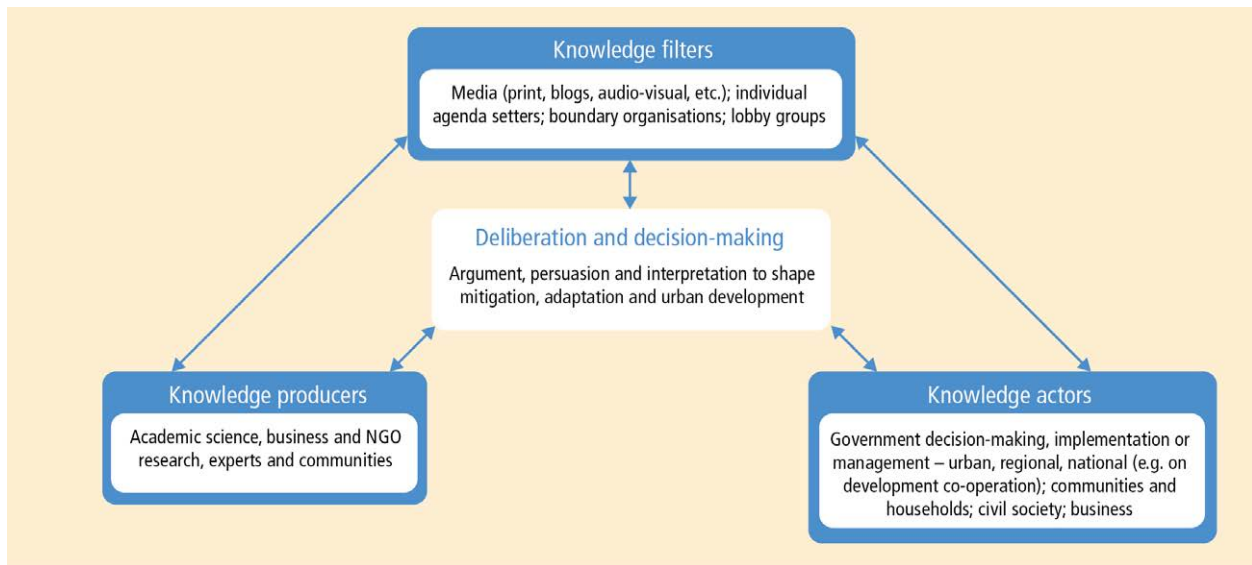 Knowledge filters
Media (print, blogs, audio-visual, etc.); individual
agenda setters; boundary organisations; lobby groups
Deliberation and decision-making
Argument, persuasion and interpretation to shape
mitigation, adaptation and urban development
Knowledge producers
Academic science, business and NGO
research, experts and communities
Knowledge actors
Government decision-making, implementation or
management – urban, regional, national (e.g. on
development co-operation); communities and
households; civil society; business